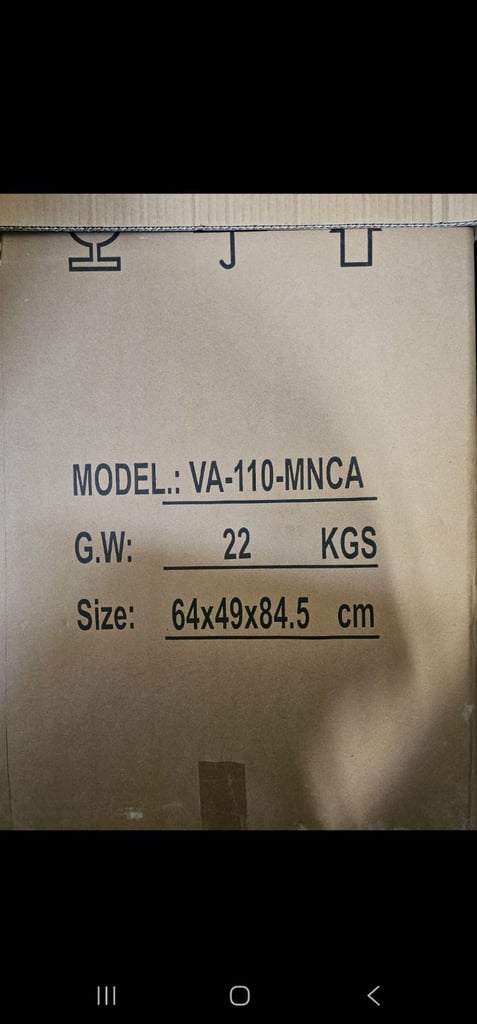 MODEL.: VA-110-MNCA
G.W: 22 KGS
Size: 64x49x84.5 cm